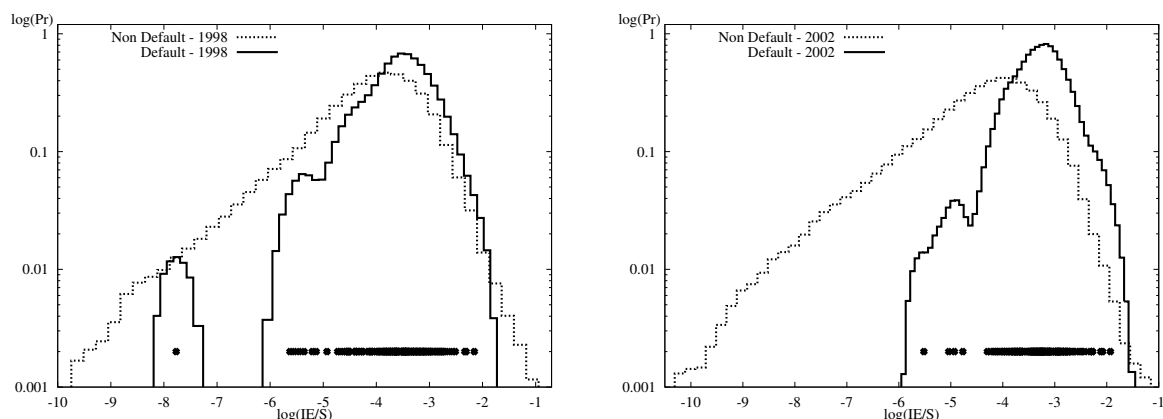 log(Pr)
Non Default - 1998
Default - 1998
1
0.1
0.01
0.001
-10 -9 -8 -7 -6 -5 -4 -3 -2 -1
log(IE/S)
log(Pr)
Non Default - 2002
Default - 2002
1
0.1
0.01
0.001
-10 -9 -8 -7 -6 -5 -4 -3 -2 -1
log(IE/S)